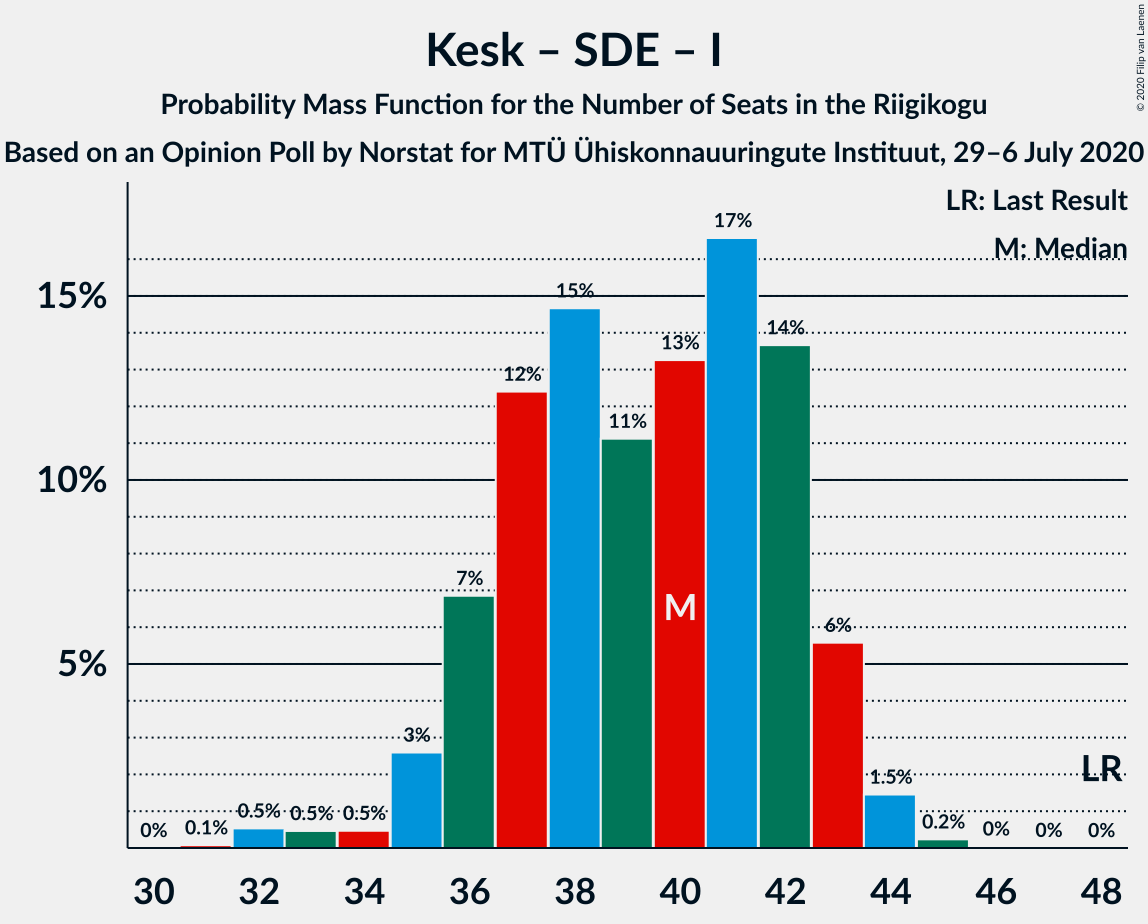 Kesk – SDE – I
Probability Mass Function for the Number of Seats in the Riigikogu
Based on an Opinion Poll by Norstat for MTÜ Ühiskonnauuringute Instituut, 29–6 July 2020
© 2020 Filip van Laenen
LR: Last Result
M: Median
17%
15%
15%
14%
13%
12%
11%
10%
7%
M
6%
5%
3%
LR
1.5%
0.5% 0.5% 0.5%
0% 0.1%
0.2% 0% 0% 0%
30 32 34 36 38 40 42 44 46 48